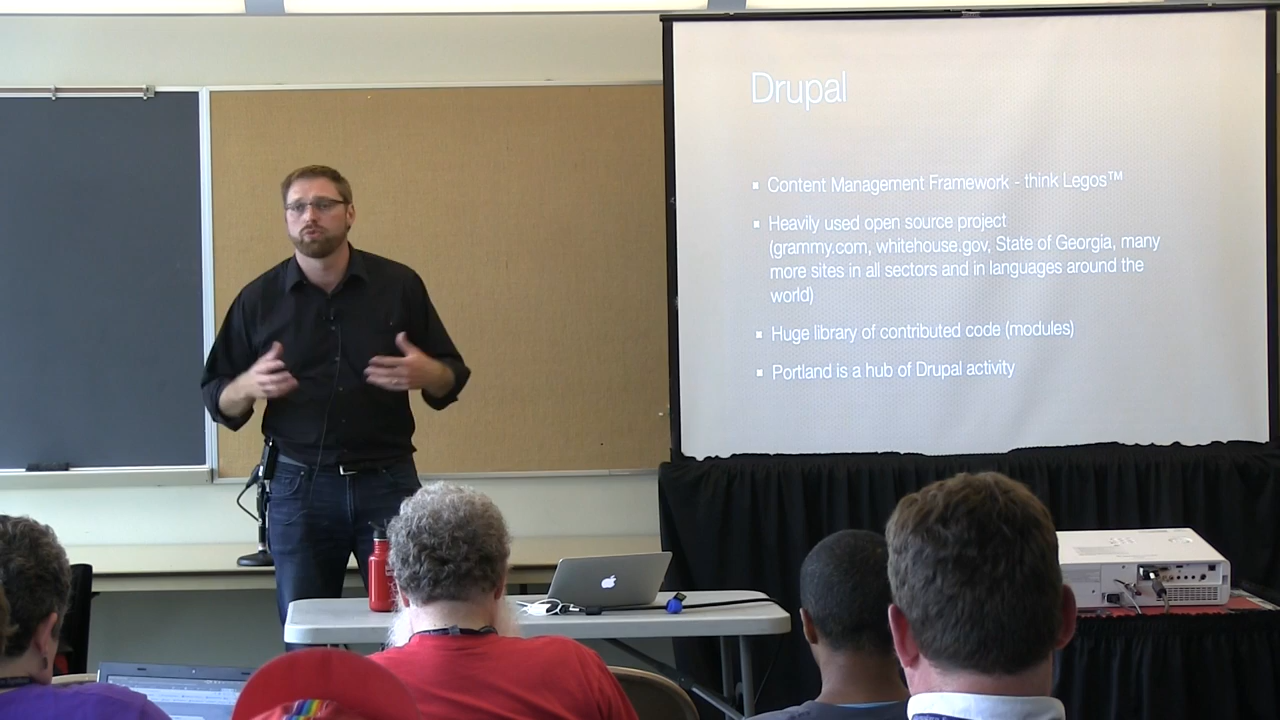 Drupal
Content Management Framework - think Legos™
Heavily used open source project
(grammy.com, whitehouse.gov, State of Georgia, many
more sites in all sectors and in languages around the
world)
Huge library of contributed code (modules)
Portland is a hub of Drupal activity